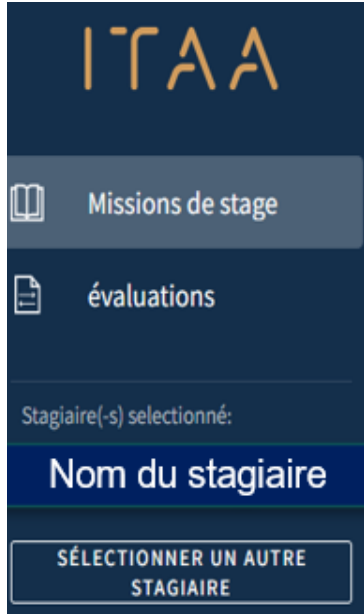 ITAA
Missions de stage
évaluations
Stagiaire(-s) selectionné:
Nom du stagiaire
SÉLECTIONNER UN AUTRE
STAGIAIRE